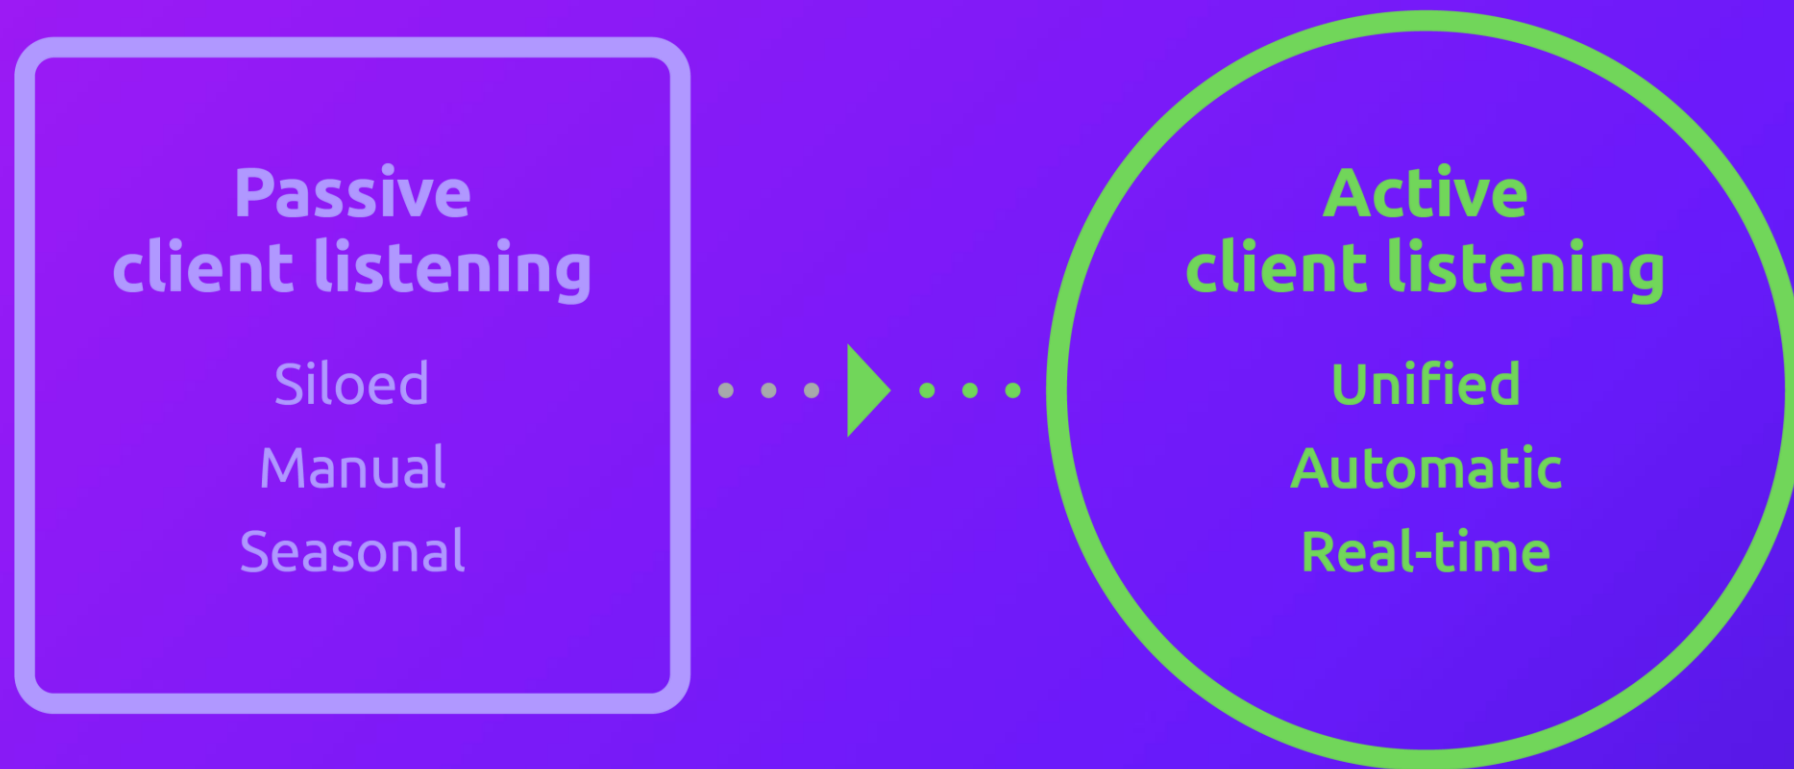 Passive
client listening
Siloed
Manual
Seasonal
Active
client listening
Unified
Automatic
Real-time